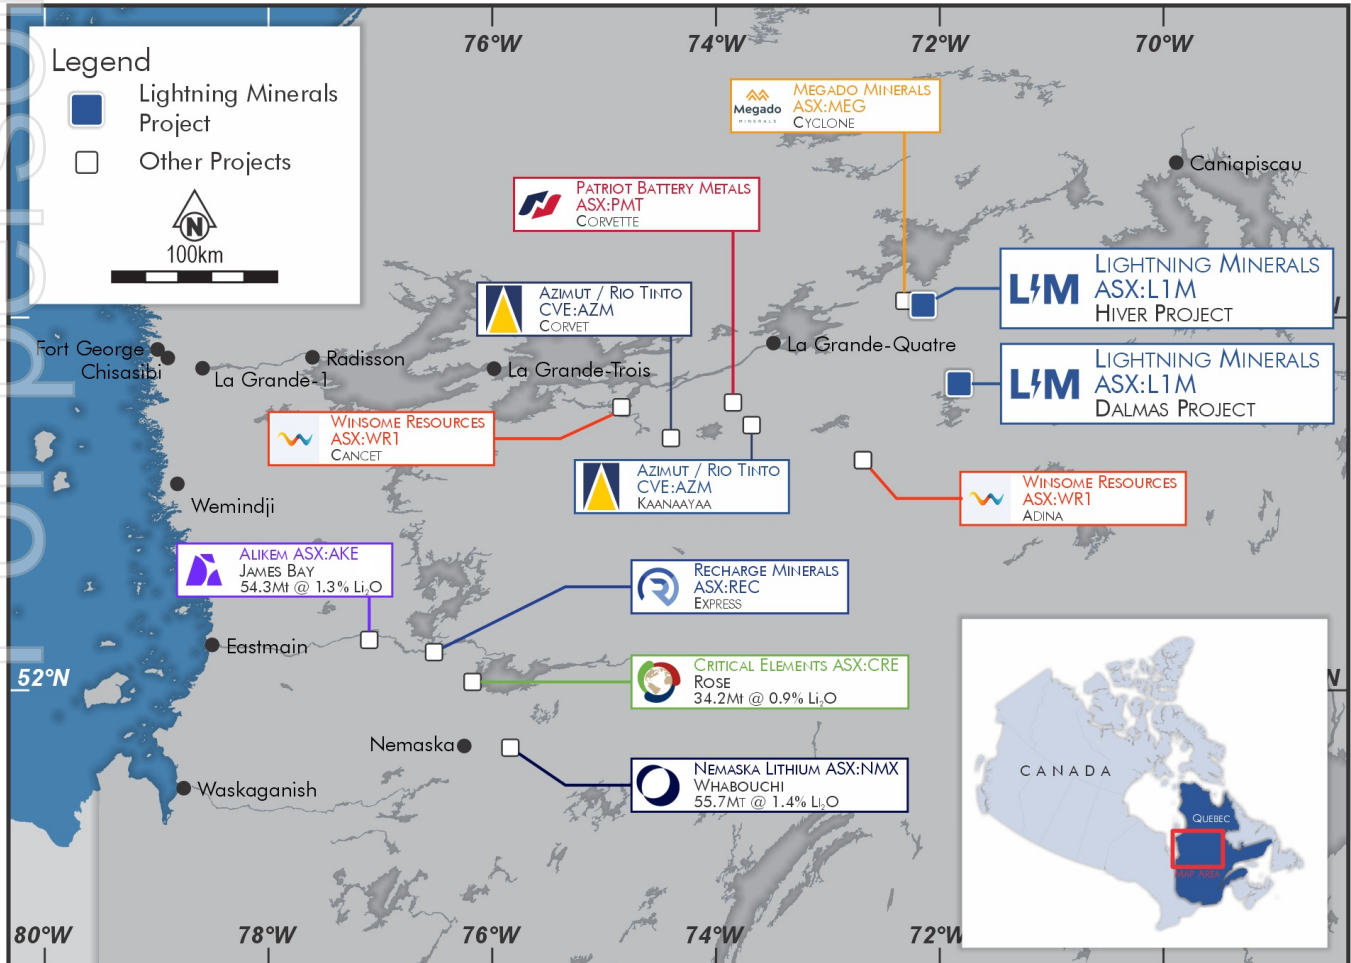 76°W
74°W
72°W
70°W
Legend
Lightning Minerals
Project
Other Projects
N
100km
Megado
MINERALS
MEGADO MINERALS
ASX:MEG
CYCLONE
Caniapiscau
PATRIOT BATTERY METALS
ASX:PMT
CORVETTE
LM
LIGHTNING MINERALS
ASX:L1M
HIVER PROJECT
N
AZIMUT / RIO TINTO
CVE:AZM
CORVET
Fort George
Chisasibi
La Grande-1
Radisson
La Grande-Trois
La Grande-Quatre
LM
LIGHTNING MINERALS
ASX:L1M
DALMAS PROJECT
WINSOME RESOURCES
ASX:WR1
CANCET
AZIMUT / RIO TINTO
CVE:AZM
KAANAAYAA
WINSOME RESOURCES
ASX:WR1
ADINA
Wemindji
ALIKEM ASX:AKE
JAMES BAY
54.3Mt @ 1.3% Li₂O
RECHARGE MINERALS
ASX:REC
EXPRESS
Eastmain
52°N
N
CRITICAL ELEMENTS ASX:CRE
ROSE
34.2Mt @ 0.9% Li₂O
Nemaska
NEMASKA LITHIUM ASX:NMX
WHABOUCHI
55.7MT @ 1.4% Li₂O
Waskaganish
CANADA
QUEBEC
MAP AREA
80°W
78°W
76°W
74°W
72°W